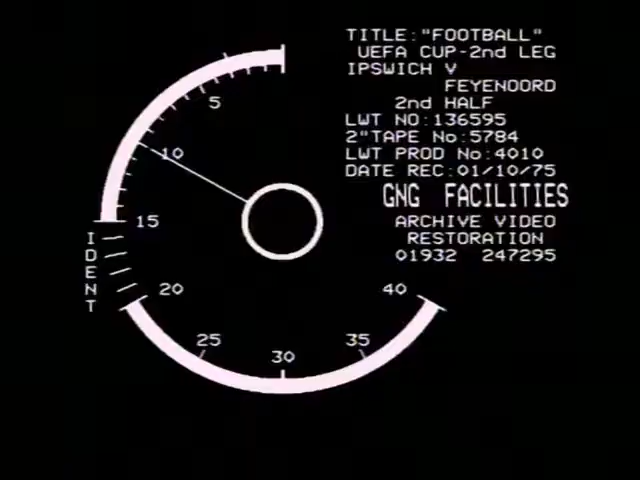 TITLE:"FOOTBALL"
UEFA CUP-2nd LEG
IPSWICH V
FEYENOORD
2nd HALF
LWT NO:136595
2"TAPE No:5784
LWT PROD No:4010
DATE REC:01/10/75
GNG FACILITIES
ARCHIVE VIDEO
RESTORATION
01932 247295
5
10
15
IDENT
20
25
30
35
40